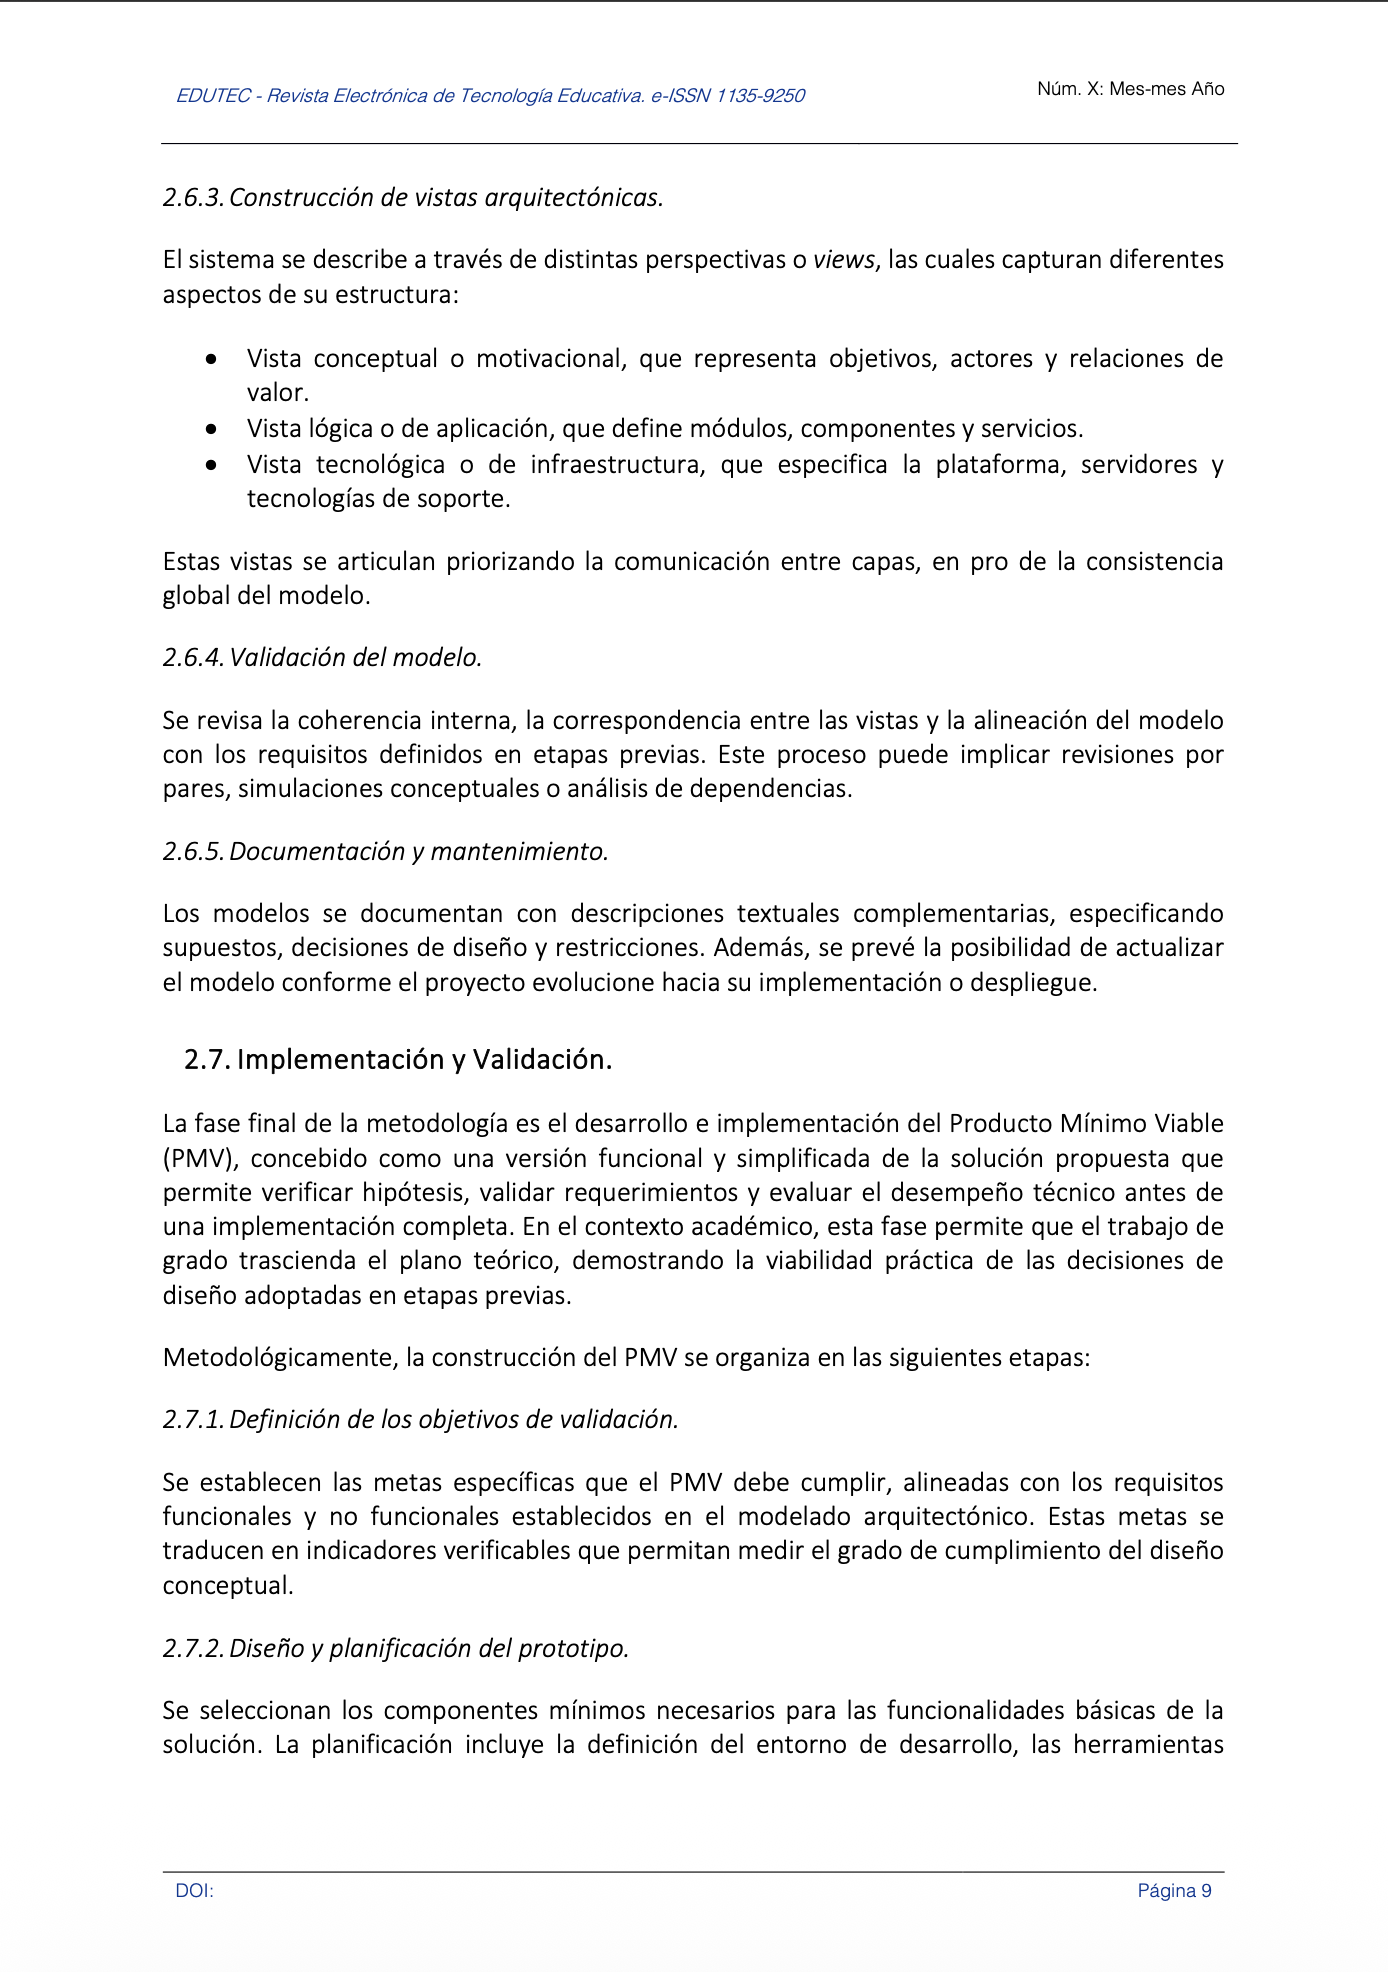 EDUTEC - Revista Electrónica de Tecnología Educativa. e-ISSN 1135-9250
Núm. X: Mes-mes Año
2.6.3. Construcción de vistas arquitectónicas.
El sistema se describe a través de distintas perspectivas o views, las cuales capturan diferentes
aspectos de su estructura:
• Vista conceptual o motivacional, que representa objetivos, actores y relaciones de
valor.
• Vista lógica o de aplicación, que define módulos, componentes y servicios.
• Vista tecnológica o de infraestructura, que especifica la plataforma, servidores y
tecnologías de soporte.
Estas vistas se articulan priorizando la comunicación entre capas, en pro de la consistencia
global del modelo.
2.6.4. Validación del modelo.
Se revisa la coherencia interna, la correspondencia entre las vistas y la alineación del modelo
con los requisitos definidos en etapas previas. Este proceso puede implicar revisiones por
pares, simulaciones conceptuales o análisis de dependencias.
2.6.5. Documentación y mantenimiento.
Los modelos se documentan con descripciones textuales complementarias, especificando
supuestos, decisiones de diseño y restricciones. Además, se prevé la posibilidad de actualizar
el modelo conforme el proyecto evolucione hacia su implementación o despliegue.
2.7. Implementación y Validación.
La fase final de la metodología es el desarrollo e implementación del Producto Mínimo Viable
(PMV), concebido como una versión funcional y simplificada de la solución propuesta que
permite verificar hipótesis, validar requerimientos y evaluar el desempeño técnico antes de
una implementación completa. En el contexto académico, esta fase permite que el trabajo de
grado trascienda el plano teórico, demostrando la viabilidad práctica de las decisiones de
diseño adoptadas en etapas previas.
Metodológicamente, la construcción del PMV se organiza en las siguientes etapas:
2.7.1. Definición de los objetivos de validación.
Se establecen las metas específicas que el PMV debe cumplir, alineadas con los requisitos
funcionales y no funcionales establecidos en el modelado arquitectónico. Estas metas se
traducen en indicadores verificables que permitan medir el grado de cumplimiento del diseño
conceptual.
2.7.2. Diseño y planificación del prototipo.
Se seleccionan los componentes mínimos necesarios para las funcionalidades básicas de la
solución. La planificación incluye la definición del entorno de desarrollo, las herramientas
DOI:
Página 9